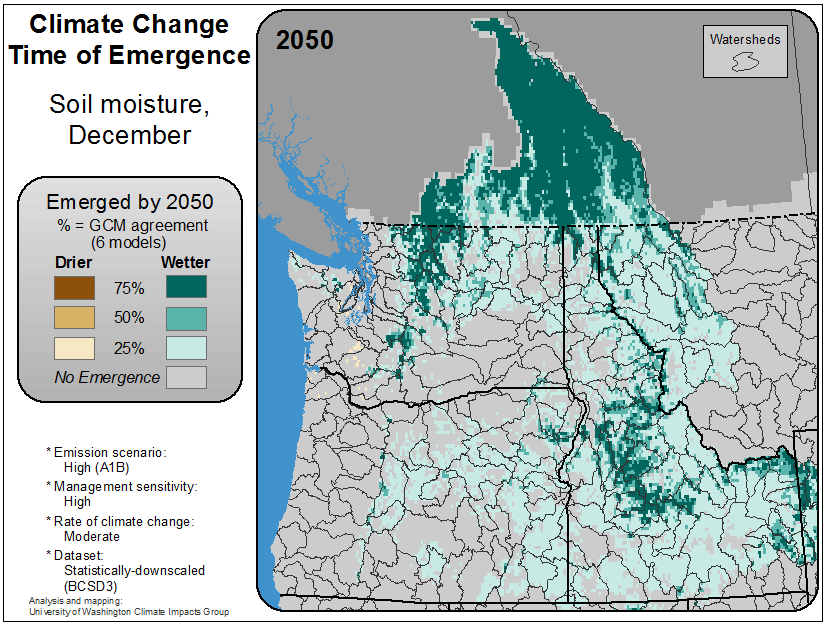 Climate Change
Time of Emergence
Soil moisture,
December
Emerged by 2050
% = GCM agreement
(6 models)
Drier Wetter
75%
50%
25%
No Emergence
* Emission scenario:
High (A1B)
* Management sensitivity:
High
* Rate of climate change:
Moderate
* Dataset:
Statistically-downscaled
(BCSD3)
Analysis and mapping:
University of Washington Climate Impacts Group
2050
Watersheds